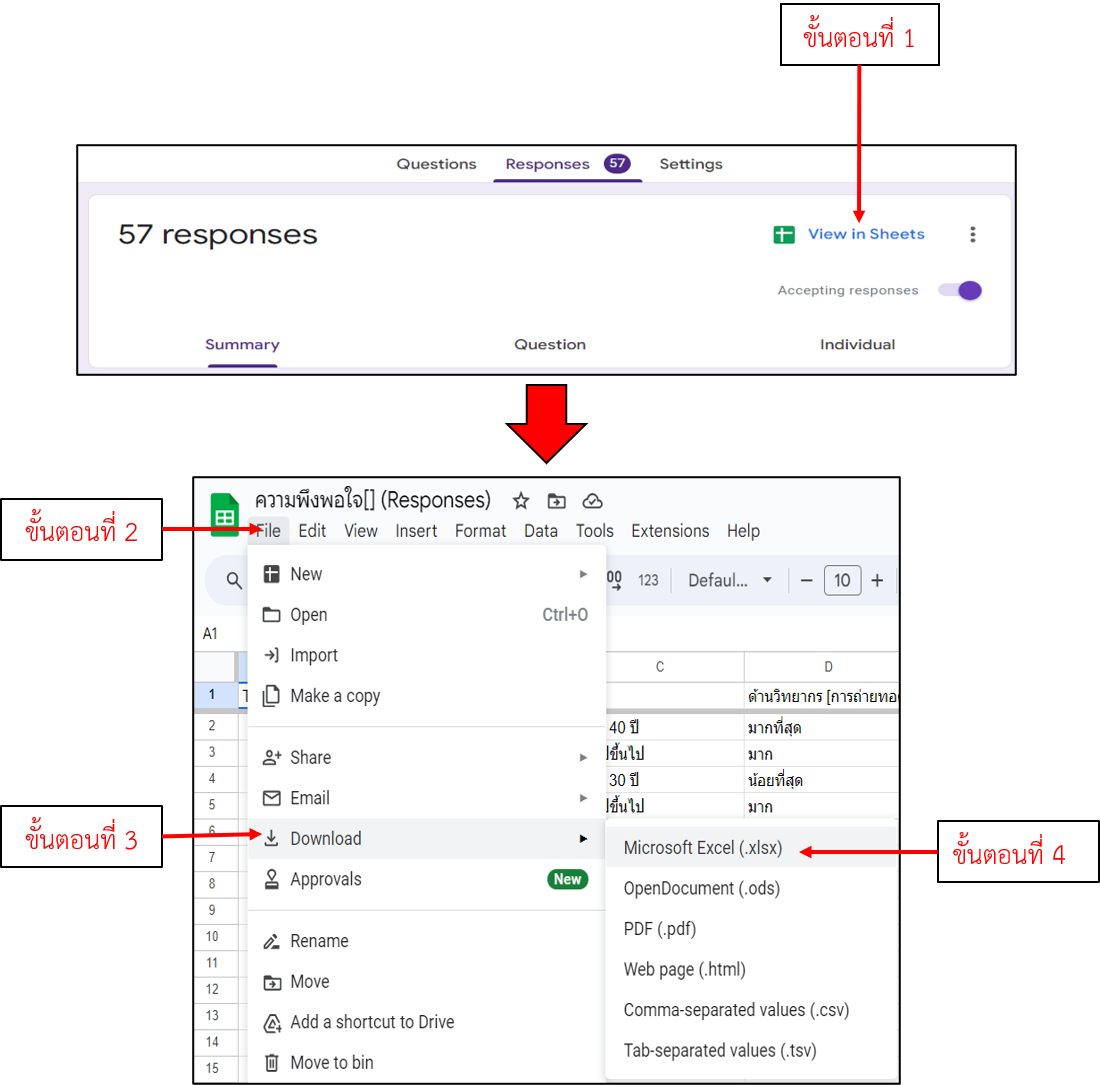 ขั้นตอนที่ 1
Questions Responses 57 Settings
57 responses
View in Sheets
Accepting responses
Summary Question Individual
ความพึงพอใจ[] (Responses)
ขั้นตอนที่ 2
File Edit View Insert Format Data Tools Extensions Help
New
00 123 Defaul... 10
Open Ctrl+O
A1
Import
C D
Make a copy
1 T ด้านวิทยากร [การถ่ายทอ
2 40 ปี มากที่สุด
3 ปีขึ้นไป มาก
Share
4 30 ปี น้อยที่สุด
Email
5 ปีขึ้นไป มาก
ขั้นตอนที่ 3
6
Download
Microsoft Excel (.xlsx)
ขั้นตอนที่ 4
7
Approvals New
8
OpenDocument (.ods)
9
PDF (.pdf)
10
Rename
11
Web page (.html)
12
Move
13
Add a shortcut to Drive
Comma-separated values (.csv)
14
15
Move to bin
Tab-separated values (.tsv)